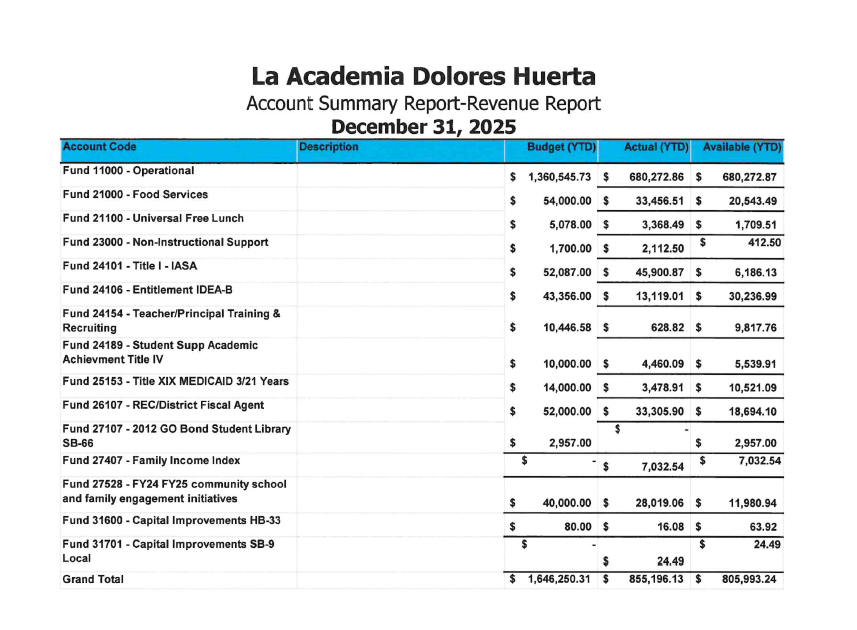 La Academia Dolores Huerta
Account Summary Report-Revenue Report
December 31, 2025
Account Code Description Budget (YTD) Actual (YTD) Available (YTD)
Fund 11000 - Operational $ 1,360,545.73 $ 680,272.86 $ 680,272.87
Fund 21000 - Food Services $ 54,000.00 $ 33,456.51 $ 20,543.49
Fund 21100 - Universal Free Lunch $ 5,078.00 $ 3,368.49 $ 1,709.51
Fund 23000 - Non-Instructional Support $ 1,700.00 $ 2,112.50 $ 412.50
Fund 24101 - Title I - IASA $ 52,087.00 $ 45,900.87 $ 6,186.13
Fund 24106 - Entitlement IDEA-B $ 43,356.00 $ 13,119.01 $ 30,236.99
Fund 24154 - Teacher/Principal Training &
Recruiting $ 10,446.58 $ 628.82 $ 9,817.76
Fund 24189 - Student Supp Academic
Achievment Title IV $ 10,000.00 $ 4,460.09 $ 5,539.91
Fund 25153 - Title XIX MEDICAID 3/21 Years $ 14,000.00 $ 3,478.91 $ 10,521.09
Fund 26107 - REC/District Fiscal Agent $ 52,000.00 $ 33,305.90 $ 18,694.10
Fund 27107 - 2012 GO Bond Student Library $ -
SB-66 $ 2,957.00 $ 2,957.00
Fund 27407 - Family Income Index $ - $ 7,032.54 $ 7,032.54
Fund 27528 - FY24 FY25 community school
and family engagement initiatives $ 40,000.00 $ 28,019.06 $ 11,980.94
Fund 31600 - Capital Improvements HB-33 $ 80.00 $ 16.08 $ 63.92
Fund 31701 - Capital Improvements SB-9 $ - $ 24.49
Local $ 24.49
Grand Total $ 1,646,250.31 $ 855,196.13 $ 805,993.24